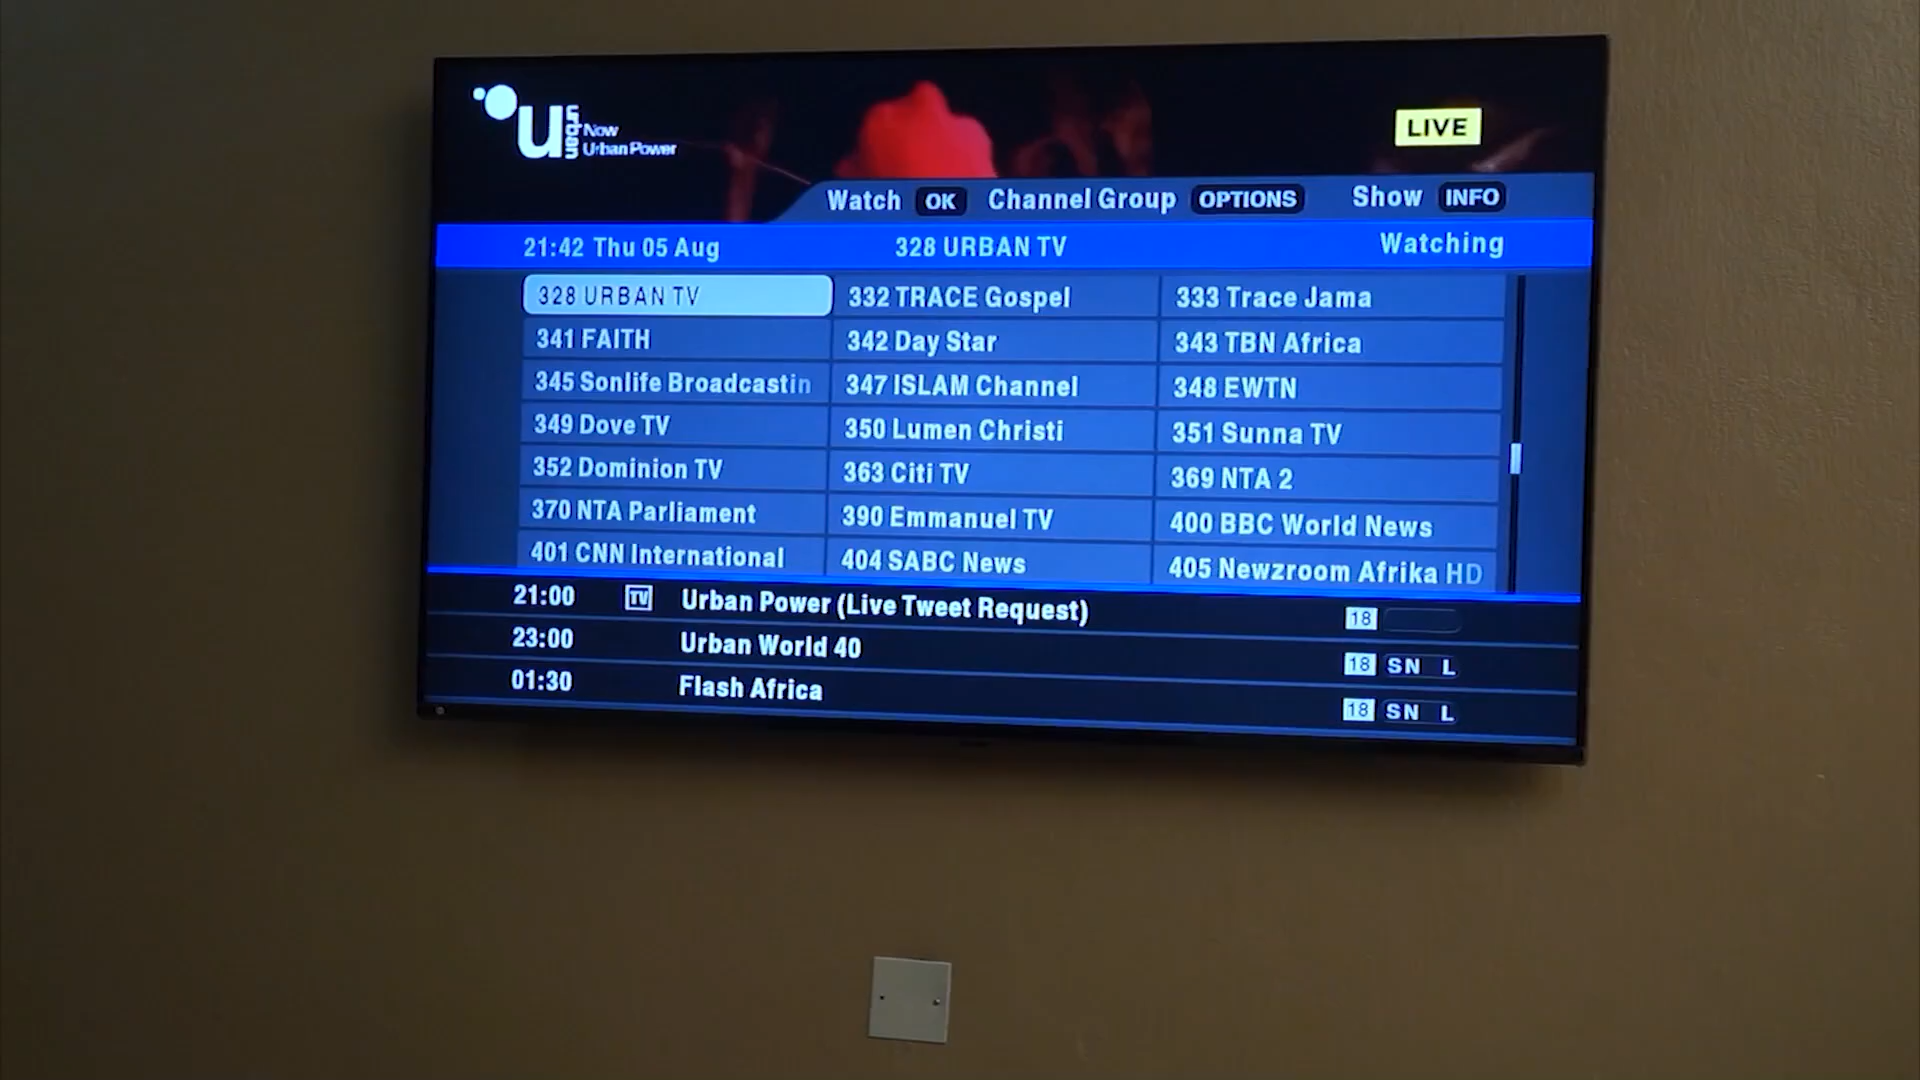 u urban Now
Urban Power
LIVE
Watch OK Channel Group OPTIONS Show INFO
21:42 Thu 05 Aug 328 URBAN TV Watching
328 URBAN TV 332 TRACE Gospel 333 Trace Jama
341 FAITH 342 Day Star 343 TBN Africa
345 Sonlife Broadcastin 347 ISLAM Channel 348 EWTN
349 Dove TV 350 Lumen Christi 351 Sunna TV
352 Dominion TV 363 Citi TV 369 NTA 2
370 NTA Parliament 390 Emmanuel TV 400 BBC World News
401 CNN International 404 SABC News 405 Newzroom Afrika HD
21:00 TV Urban Power (Live Tweet Request) 18
23:00 Urban World 40 18 SN L
01:30 Flash Africa 18 SN L